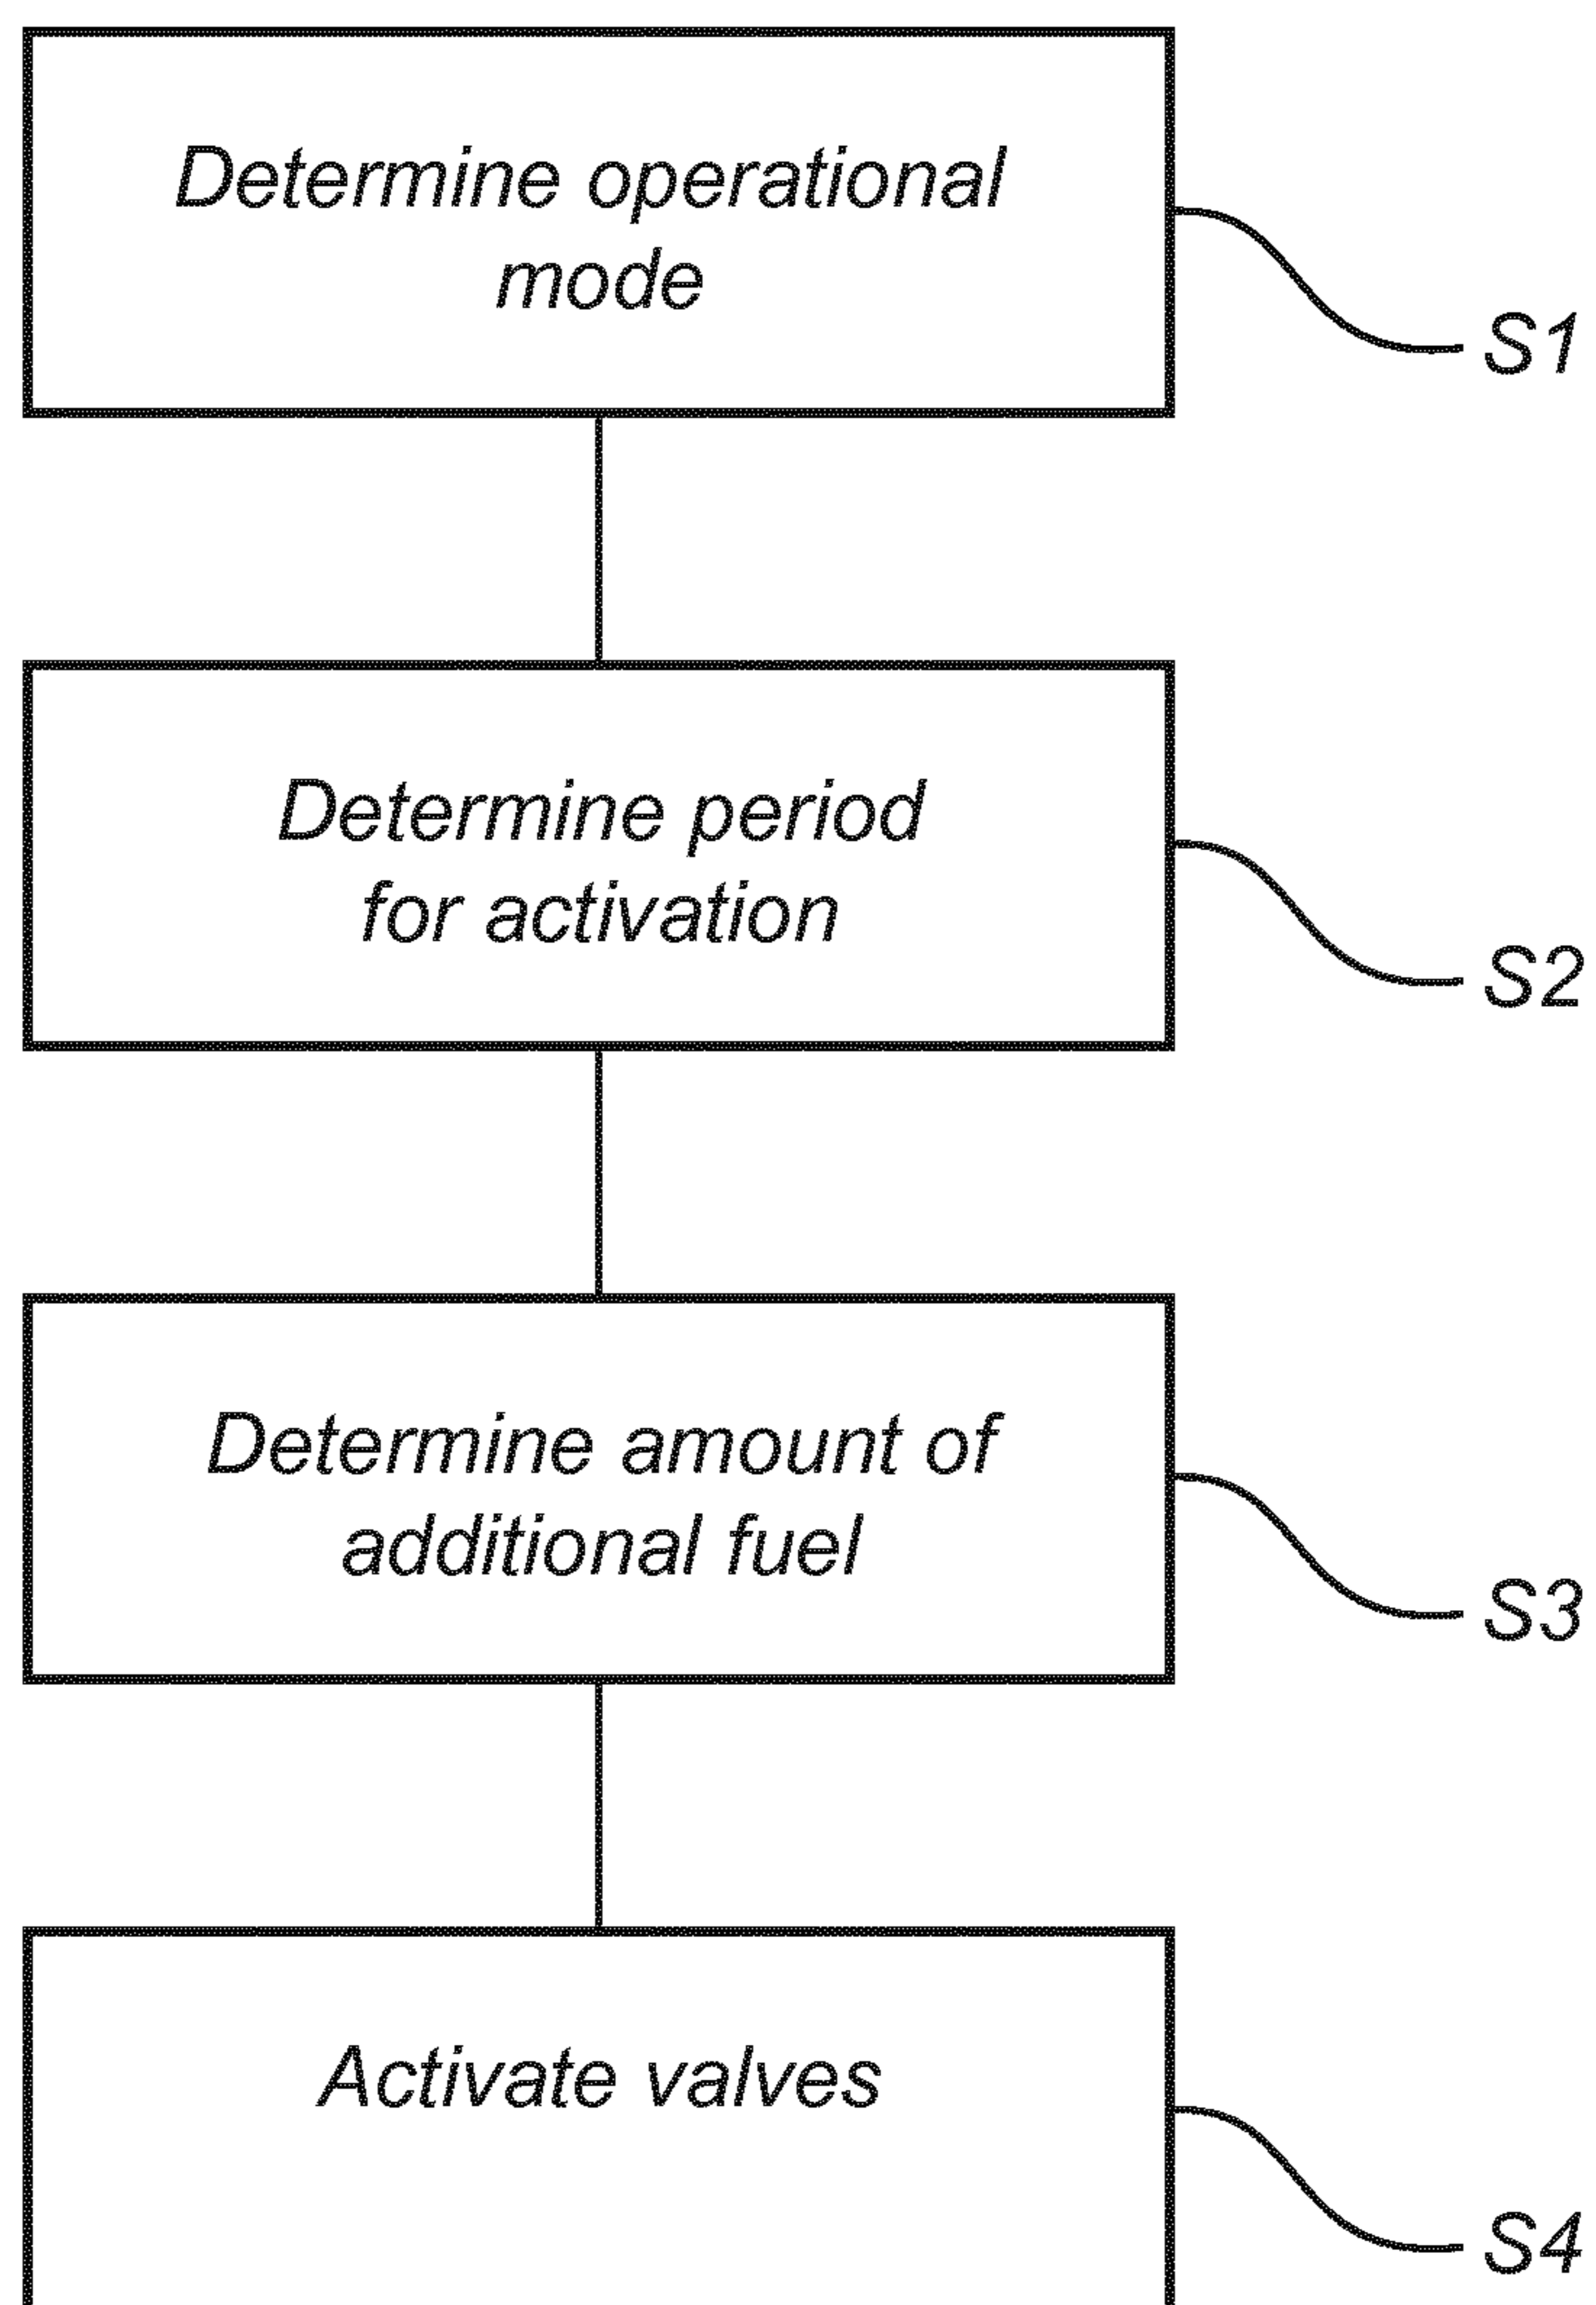 Determine operational
mode
S1
Determine period
for activation
S2
Determine amount of
additional fuel
S3
Activate valves
S4